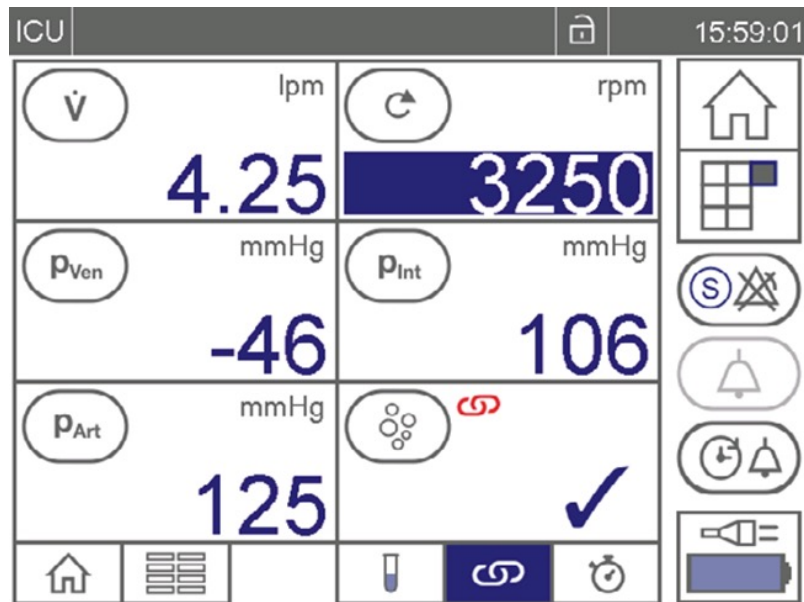 ICU 15:59:01
V̇ lpm rpm
4.25 3250
pVen mmHg pInt mmHg
-46 106
pArt mmHg
125
S